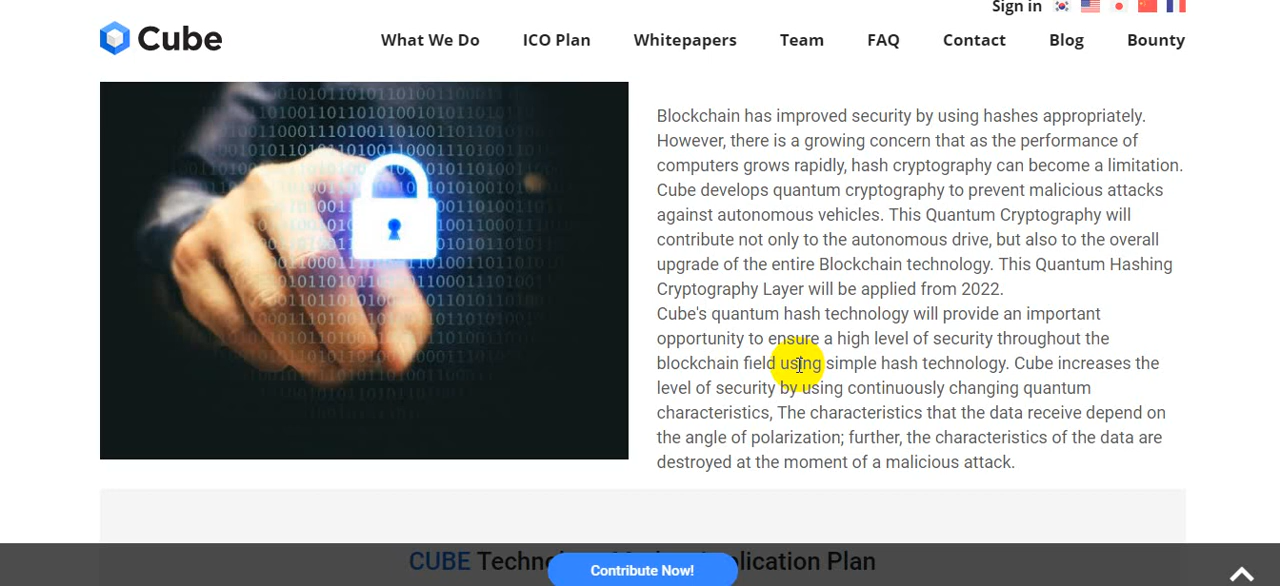 Sign in
Cube
What We Do ICO Plan Whitepapers Team FAQ Contact Blog Bounty
Blockchain has improved security by using hashes appropriately.
However, there is a growing concern that as the performance of
computers grows rapidly, hash cryptography can become a limitation.
Cube develops quantum cryptography to prevent malicious attacks
against autonomous vehicles. This Quantum Cryptography will
contribute not only to the autonomous drive, but also to the overall
upgrade of the entire Blockchain technology. This Quantum Hashing
Cryptography Layer will be applied from 2022.
Cube's quantum hash technology will provide an important
opportunity to ensure a high level of security throughout the
blockchain field using simple hash technology. Cube increases the
level of security by using continuously changing quantum
characteristics, The characteristics that the data receive depend on
the angle of polarization; further, the characteristics of the data are
destroyed at the moment of a malicious attack.
CUBE Plan
Contribute Now!